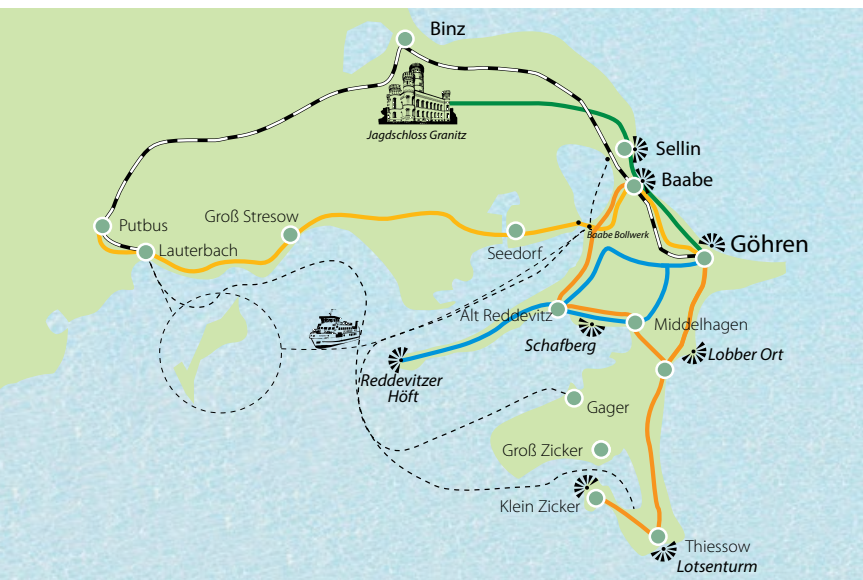 Binz
Jagdschloss Granitz
Sellin
Baabe
Groß Stresow
Putbus
Baabe Bollwerk
Göhren
Lauterbach
Seedorf
Alt Reddevitz
Middelhagen
Schafberg
Lobber Ort
Reddevitzer
Höft
Gager
Groß Zicker
Klein Zicker
Thiessow
Lotsenturm